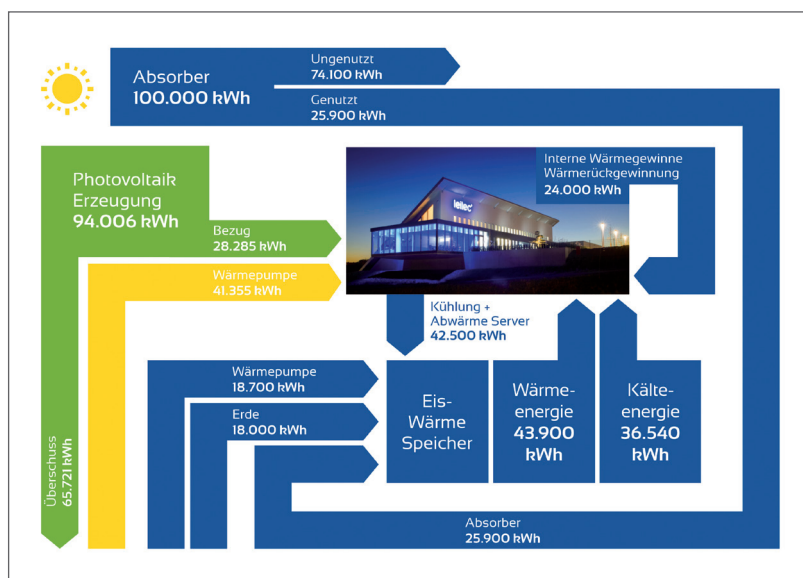 Absorber
100.000 kWh
Ungenutzt
74.100 kWh
Genutzt
25.900 kWh
Photovoltaik
Erzeugung
94.006 kWh
Bezug
28.285 kWh
Wärmepumpe
41.355 kWh
Überschuss
65.721 kWh
leitec
Interne Wärmegewinne
Wärmerückgewinnung
24.000 kWh
Kühlung +
Abwärme Server
42.500 kWh
Wärmepumpe
18.700 kWh
Erde
18.000 kWh
Eis-
Wärme
Speicher
Wärme-
energie
43.900
kWh
Kälte-
energie
36.540
kWh
Absorber
25.900 kWh